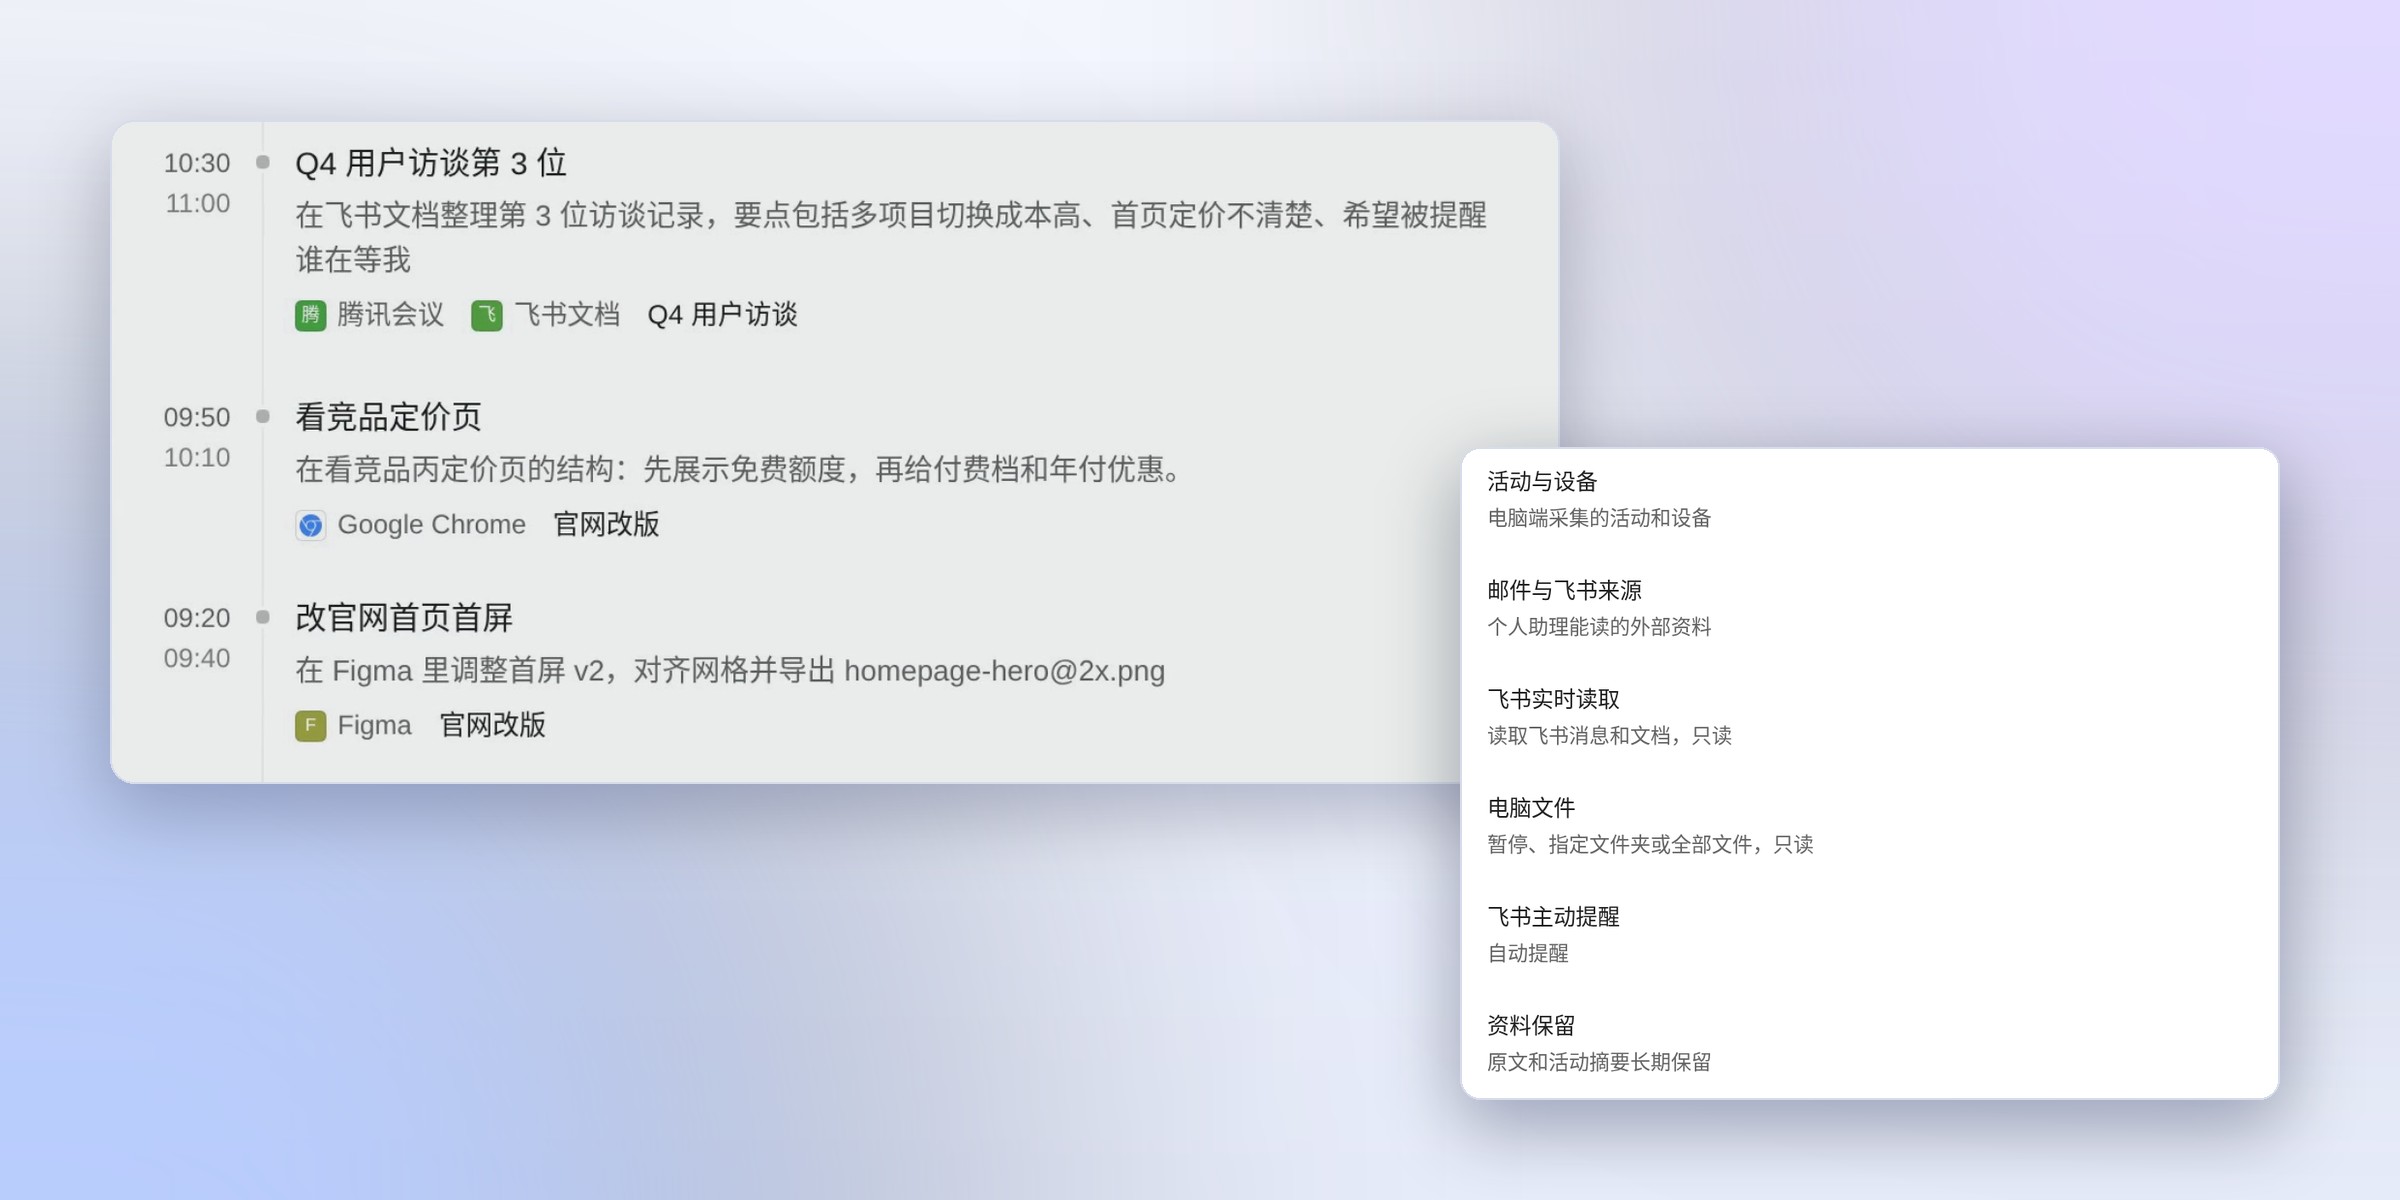 10:30
11:00
Q4 用户访谈第 3 位
在飞书文档整理第 3 位访谈记录，要点包括多项目切换成本高、首页定价不清楚、希望被提醒
谁在等我
腾 腾讯会议 飞 飞书文档 Q4 用户访谈
09:50
10:10
看竞品定价页
在看竞品丙定价页的结构：先展示免费额度，再给付费档和年付优惠。
Google Chrome 官网改版
09:20
09:40
改官网首页首屏
在 Figma 里调整首屏 v2，对齐网格并导出 homepage-hero@2x.png
F Figma 官网改版
活动与设备
电脑端采集的活动和设备
邮件与飞书来源
个人助理能读的外部资料
飞书实时读取
读取飞书消息和文档，只读
电脑文件
暂停、指定文件夹或全部文件，只读
飞书主动提醒
自动提醒
资料保留
原文和活动摘要长期保留